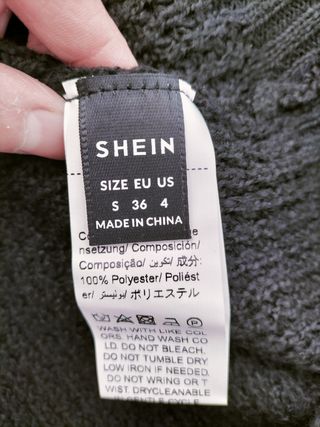 SHEIN
SIZE EU US
S 36 4
MADE IN CHINA
nsetzung/ Composición/
Composição/ تكوين/ 成分:
100% Polyester/ Poliést
er/ بوليستر/ ポリエステル
WASH WITH LIKE COL
ORS. HAND WASH CO
LD. DO NOT BLEACH.
DO NOT TUMBLE DRY
LOW IRON IF NEEDED.
DO NOT WRING OR T
WIST. DRYCLEANABLE